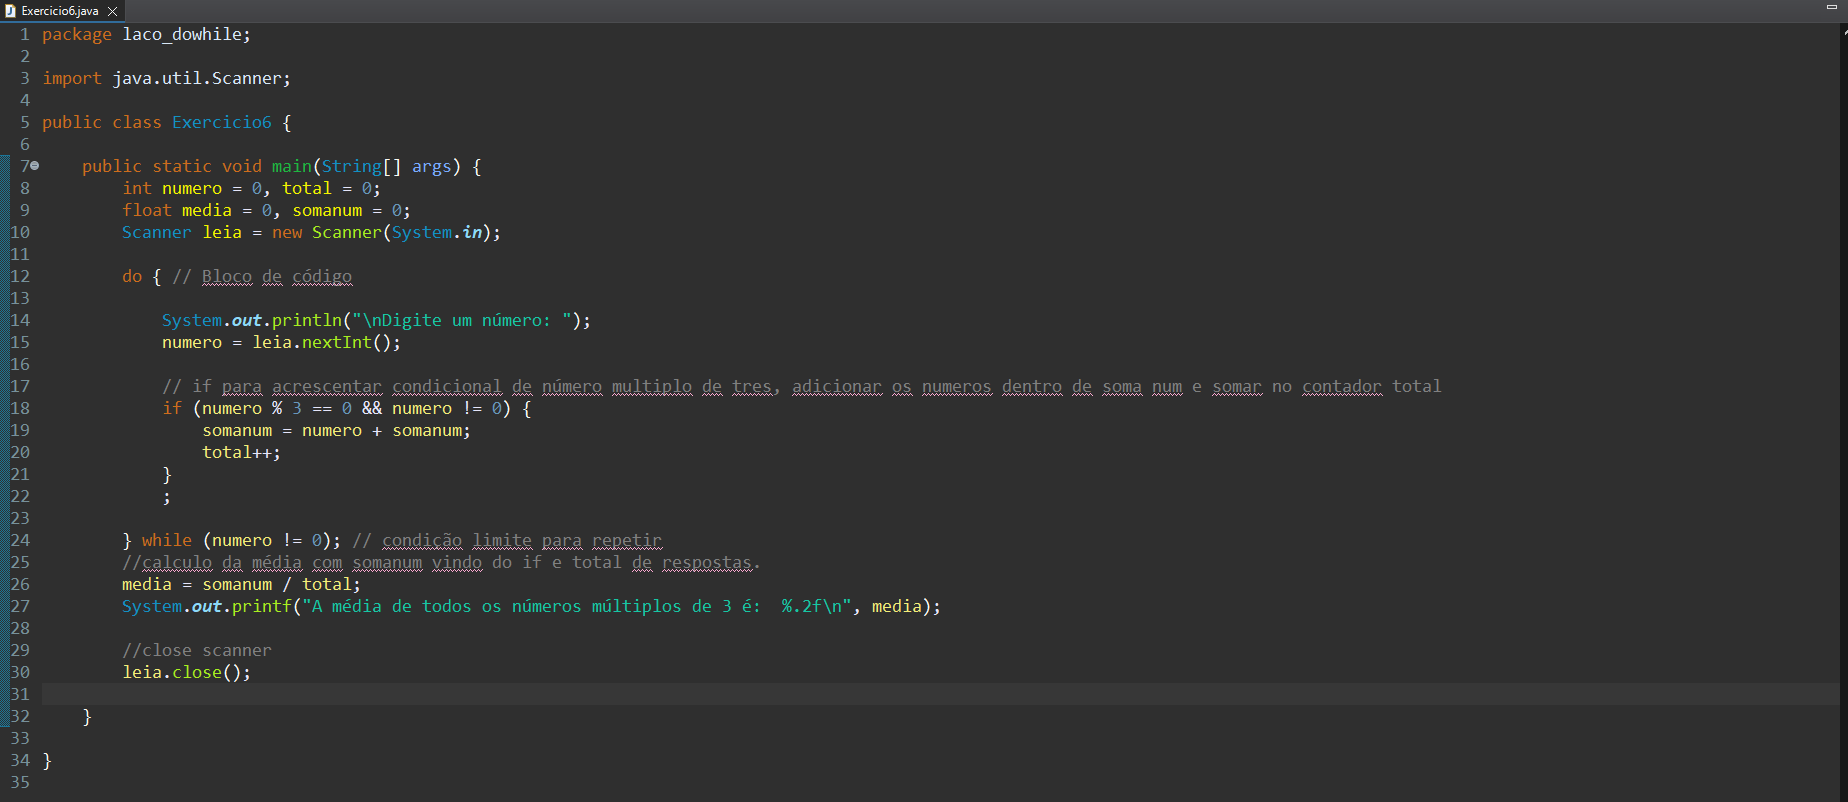 Exercicio6.java
1 package laco_dowhile;
2
3 import java.util.Scanner;
4
5 public class Exercicio6 {
6
7 public static void main(String[] args) {
8 int numero = 0, total = 0;
9 float media = 0, somanum = 0;
10 Scanner leia = new Scanner(System.in);
11
12 do { // Bloco de código
13
14 System.out.println("\nDigite um número: ");
15 numero = leia.nextInt();
16
17 // if para acrescentar condicional de número multiplo de tres, adicionar os numeros dentro de soma num e somar no contador total
18 if (numero % 3 == 0 && numero != 0) {
19 somanum = numero + somanum;
20 total++;
21 }
22 ;
23
24 } while (numero != 0); // condição limite para repetir
25 //calculo da média com somanum vindo do if e total de respostas.
26 media = somanum / total;
27 System.out.printf("A média de todos os números múltiplos de 3 é:  %.2f\n", media);
28
29 //close scanner
30 leia.close();
31
32 }
33
34 }
35